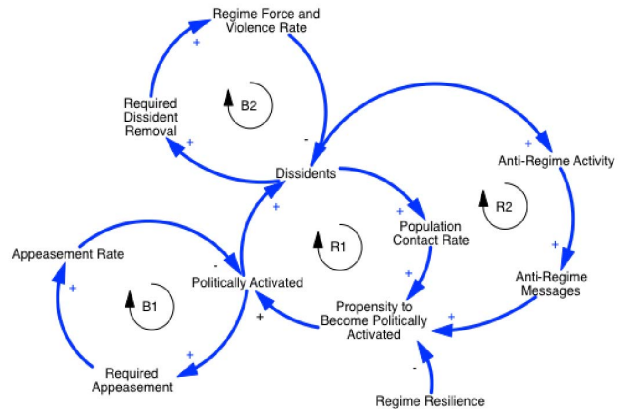 Regime Force and
Violence Rate
+
B2
Required
Dissident
Removal
+
-
Dissidents
+
Anti-Regime Activity
+
+
R2
Population
Contact Rate
R1
+
Appeasement Rate
-
Politically Activated
+
Anti-Regime
Messages
+
B1
+
Propensity to
Become Politically
Activated
+
+
Required
Appeasement
-
Regime Resilience